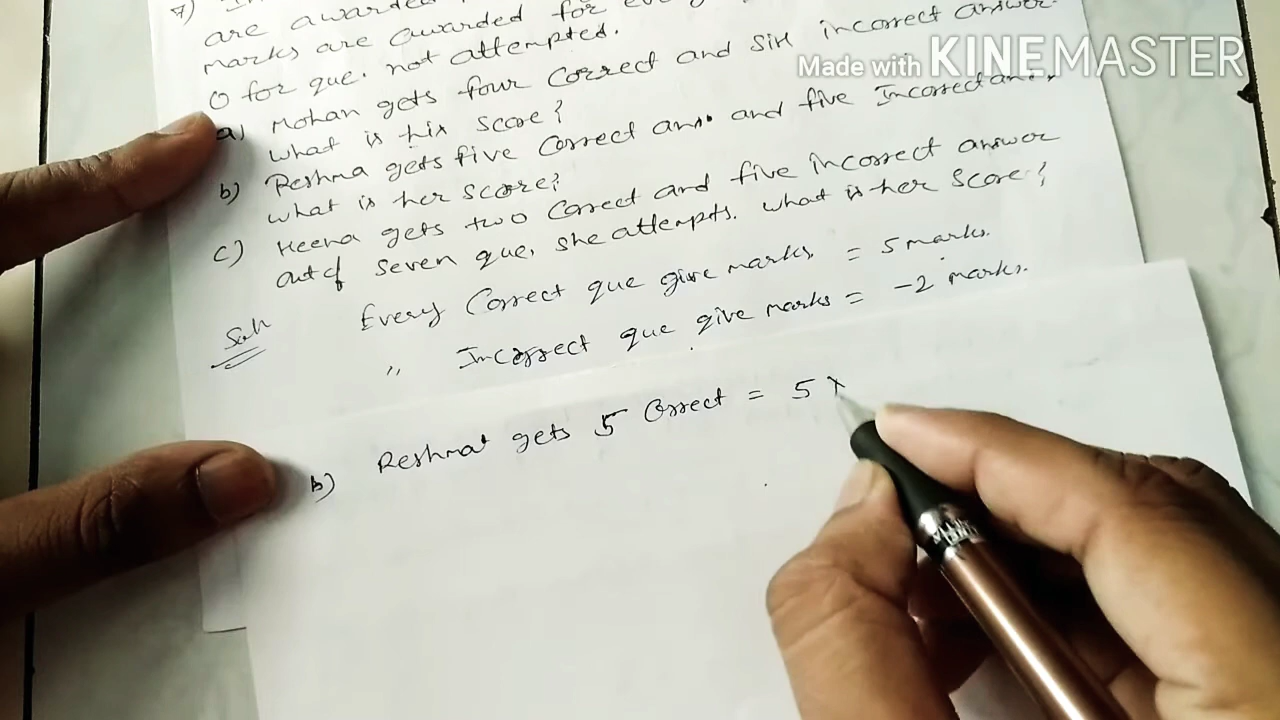 7) In
are awarded
marks are awarded for every
0 for que. not attempted.
a) Mohan gets four correct and six incorrect answer.
what is his score?
b) Reshma gets five correct ans. and five Incorrect ans.,
what is her score?
c) Heena gets two correct and five incorrect answer
out of seven que, she attempts. what is her score?
Soln Every Correct que give marks = 5 marks.
,, Incorrect que give marks = -2 marks.
b) Reshma gets 5 Correct = 5 x
Made with KINEMASTER